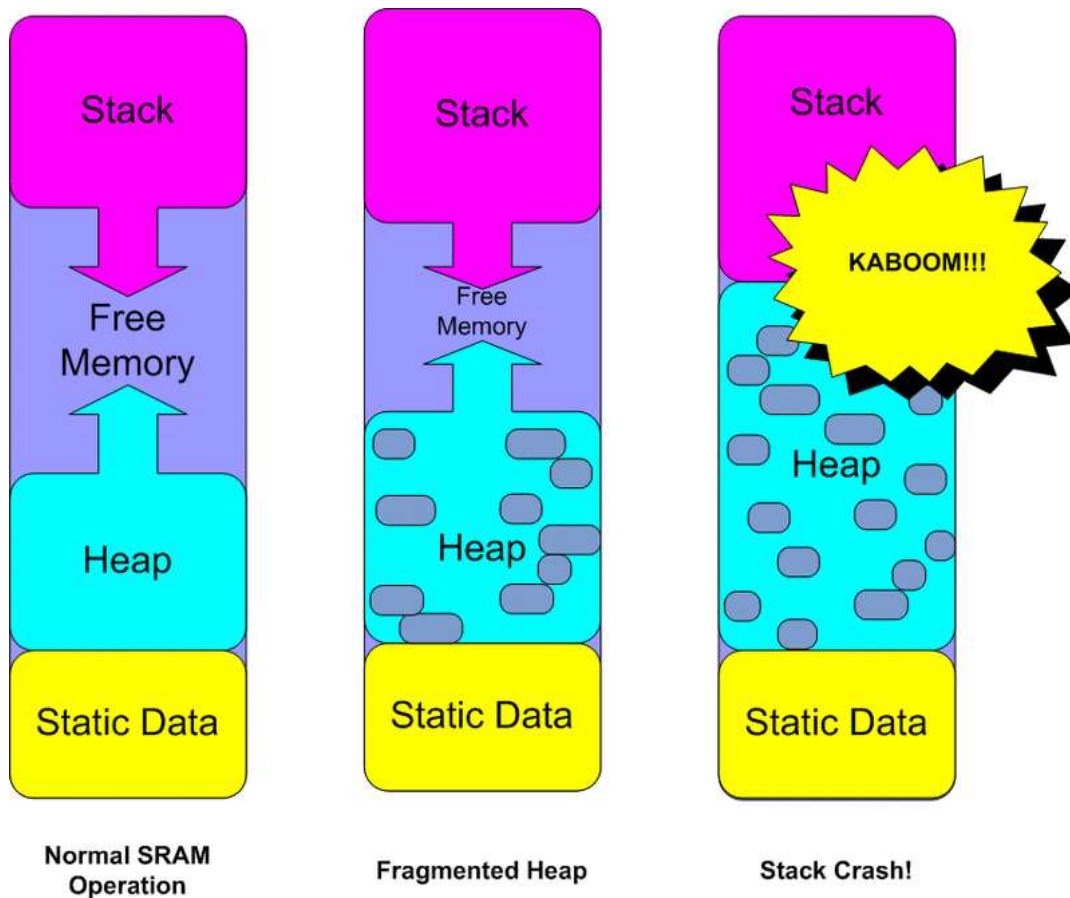 Stack
Free
Memory
Heap
Static Data
Normal SRAM
Operation
Stack
Free
Memory
Heap
Static Data
Fragmented Heap
Stack
KABOOM!!!
Heap
Static Data
Stack Crash!